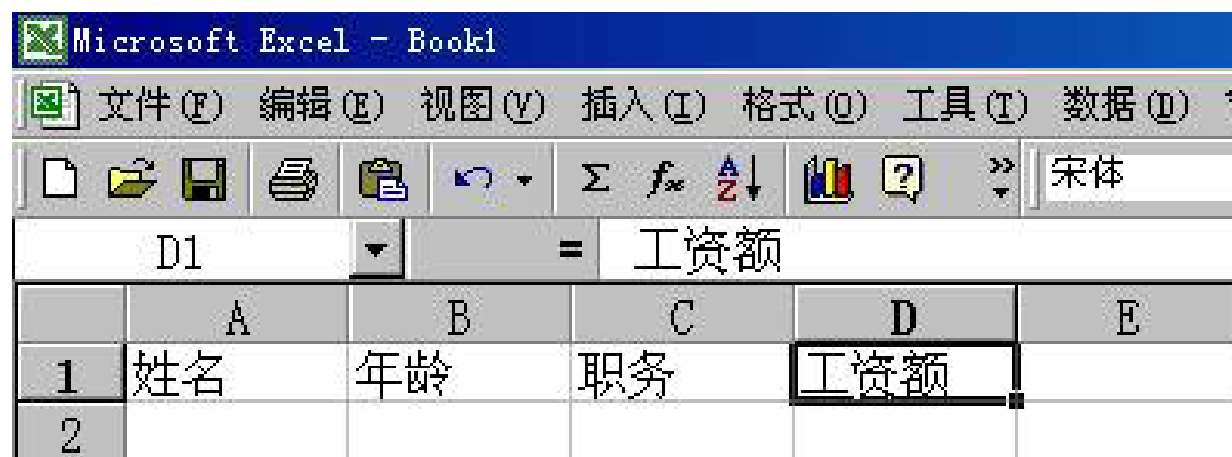 Microsoft Excel - Book1
文件(F) 编辑(E) 视图(V) 插入(I) 格式(O) 工具(T) 数据(D)
宋体
D1 = 工资额
A B C D E
1 姓名 年龄 职务 工资额
2